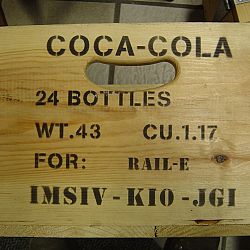 COCA-COLA
24 BOTTLES
WT.43 CU.1.17
FOR: RAIL-E
IMSIV-KIO-JGI